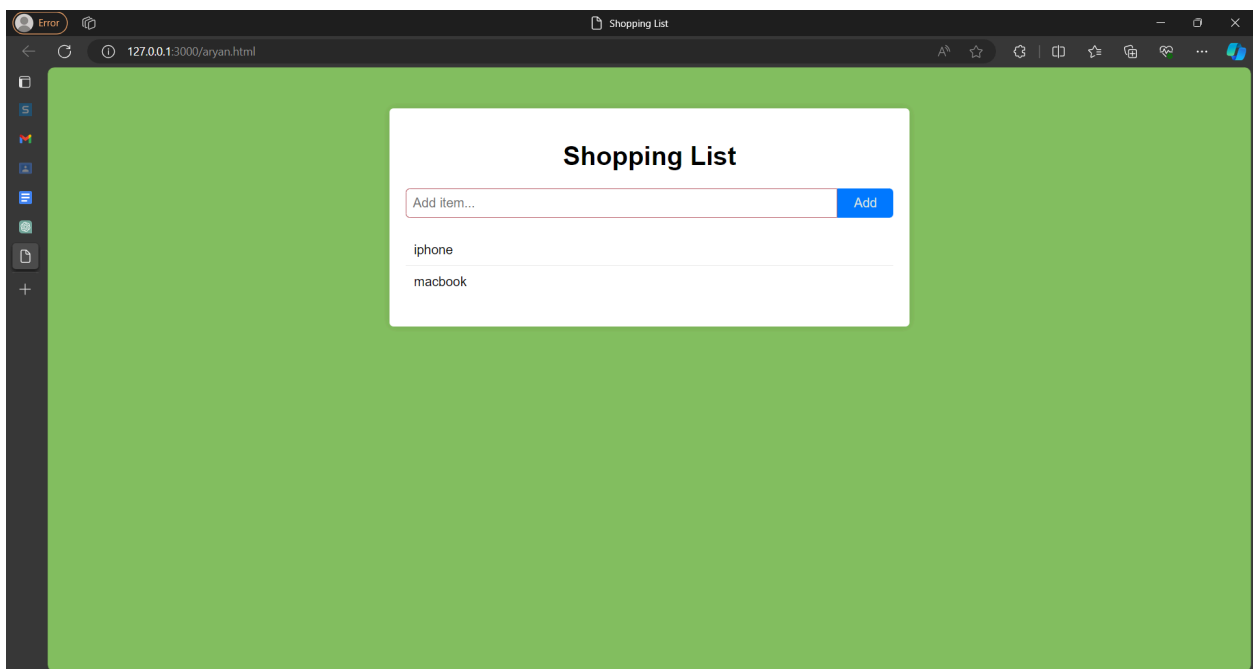 Error
Shopping List
127.0.0.1:3000/aryan.html
Shopping List
Add item... Add
iphone
macbook